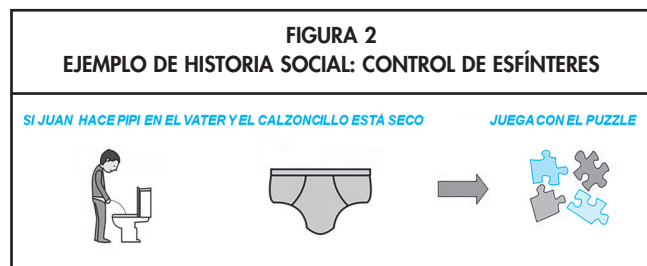 FIGURA 2
EJEMPLO DE HISTORIA SOCIAL: CONTROL DE ESFÍNTERES
SI JUAN HACE PIPI EN EL VATER Y EL CALZONCILLO ESTÁ SECO
JUEGA CON EL PUZZLE